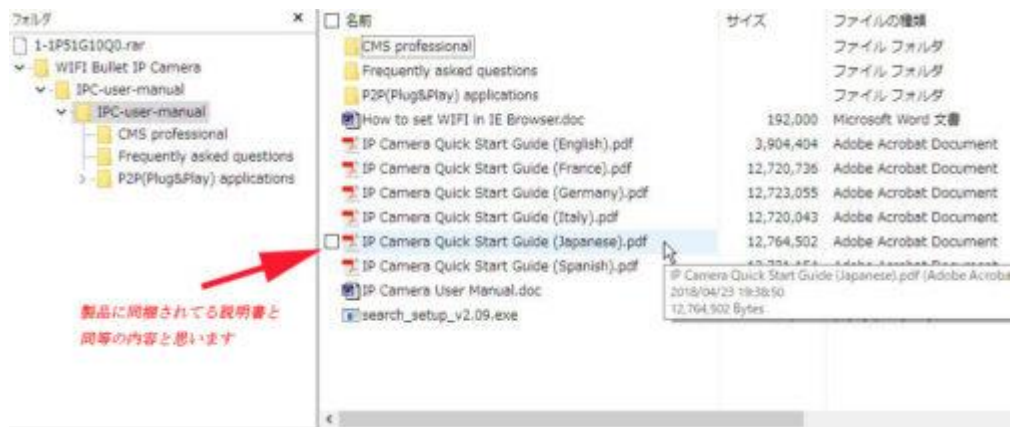 フォルダ
1-1P51G10Q0.rar
WIFI Bullet IP Camera
IPC-user-manual
IPC-user-manual
CMS professional
Frequently asked questions
P2P(Plug&Play) applications
製品に同梱されてる説明書と
同等の内容と思います
名前 サイズ ファイルの種類
CMS professional ファイル フォルダ
Frequently asked questions ファイル フォルダ
P2P(Plug&Play) applications ファイル フォルダ
How to set WIFI in IE Browser.doc 192,000 Microsoft Word 文書
IP Camera Quick Start Guide (English).pdf 3,904,404 Adobe Acrobat Document
IP Camera Quick Start Guide (France).pdf 12,720,736 Adobe Acrobat Document
IP Camera Quick Start Guide (Germany).pdf 12,723,055 Adobe Acrobat Document
IP Camera Quick Start Guide (Italy).pdf 12,720,043 Adobe Acrobat Document
IP Camera Quick Start Guide (Japanese).pdf 12,764,502 Adobe Acrobat Document
IP Camera Quick Start Guide (Spanish).pdf
IP Camera User Manual.doc
search_setup_v2.09.exe
IP Camera Quick Start Guide (Japanese).pdf (Adobe Acroba
2018/04/23 19:38:50
12,764,502 Bytes